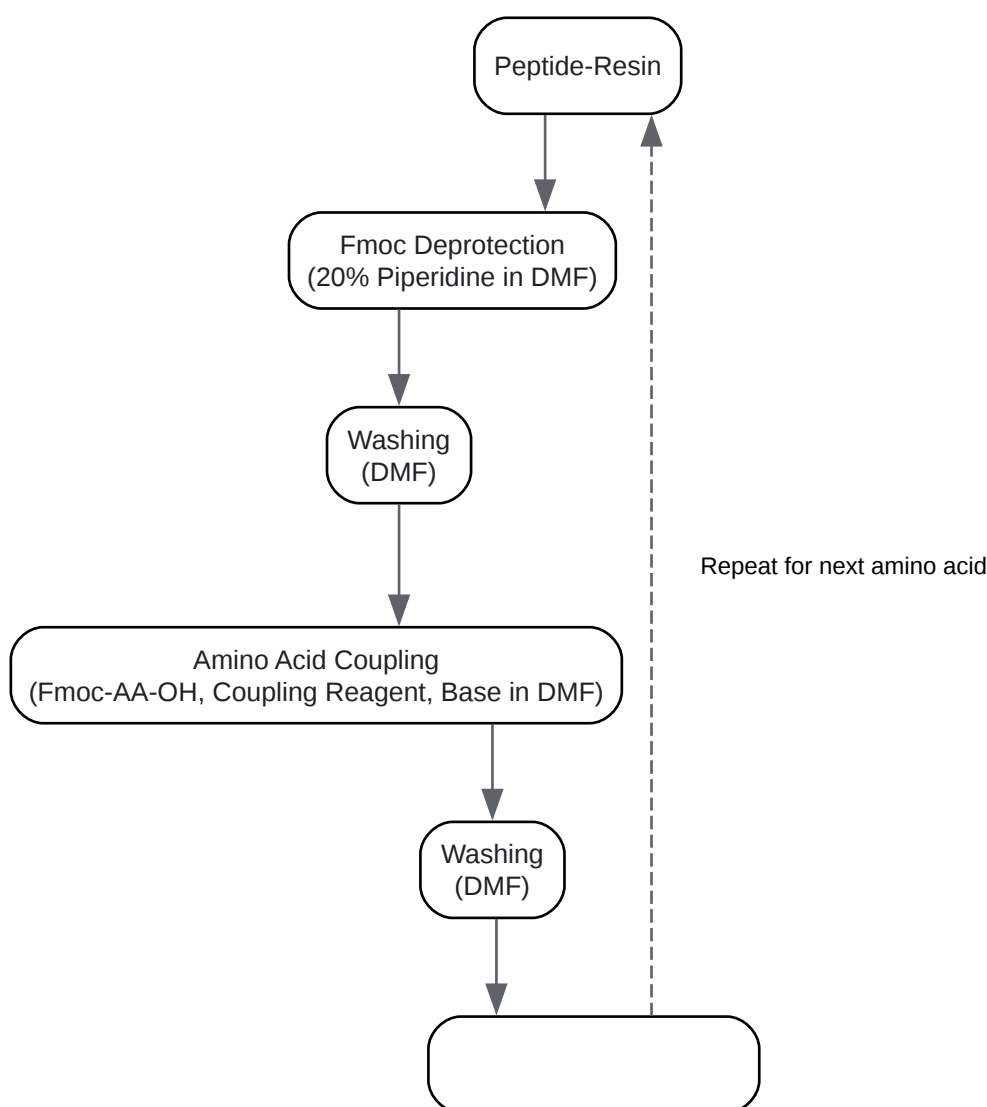 Peptide-Resin
Fmoc Deprotection
(20% Piperidine in DMF)
Washing
(DMF)
Repeat for next amino acid
Amino Acid Coupling
(Fmoc-AA-OH, Coupling Reagent, Base in DMF)
Washing
(DMF)